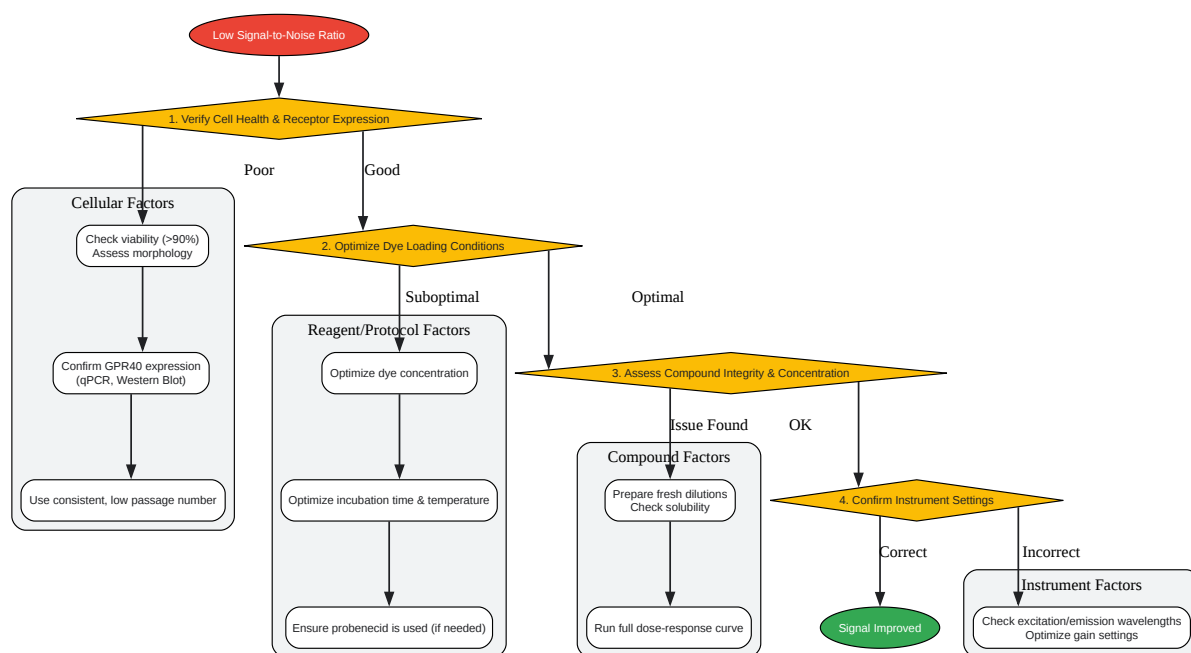 Low Signal-to-Noise Ratio
1. Verify Cell Health & Receptor Expression
Poor
Good
Cellular Factors
Check viability (>90%)
Assess morphology
2. Optimize Dye Loading Conditions
Suboptimal
Optimal
Reagent/Protocol Factors
Confirm GPR40 expression
(qPCR, Western Blot)
Optimize dye concentration
3. Assess Compound Integrity & Concentration
Issue Found
OK
Compound Factors
Use consistent, low passage number
Optimize incubation time & temperature
Prepare fresh dilutions
Check solubility
4. Confirm Instrument Settings
Correct
Incorrect
Instrument Factors
Ensure probenecid is used (if needed)
Run full dose-response curve
Signal Improved
Check excitation/emission wavelengths
Optimize gain settings